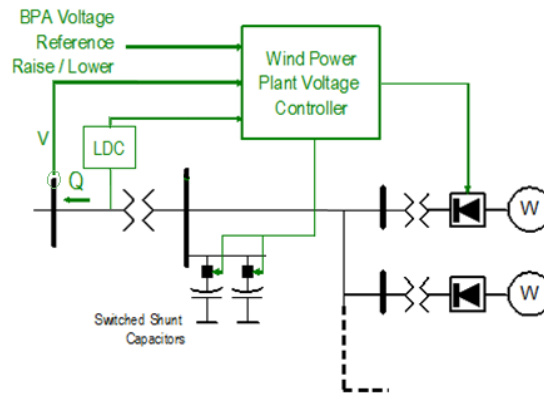 BPA Voltage
Reference
Raise / Lower
Wind Power
Plant Voltage
Controller
V
LDC
Q
W
W
Switched Shunt
Capacitors